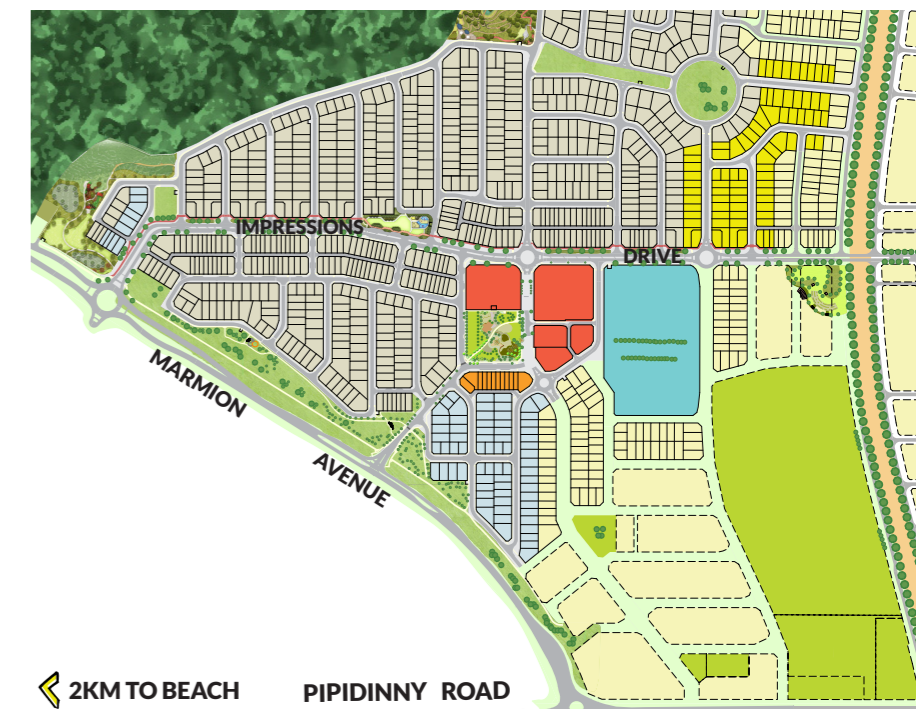 IMPRESSIONS
DRIVE
MARMION
AVENUE
2KM TO BEACH
PIPIDINNY ROAD